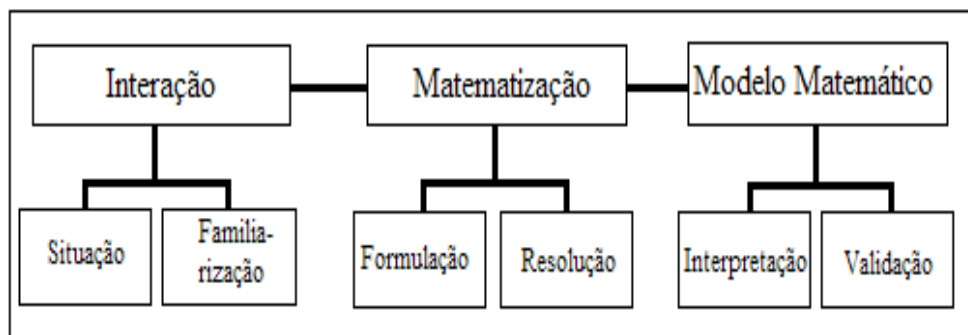 Interação
Matematização
Modelo Matemático
Situação
Familia-
rização
Formulação
Resolução
Interpretação
Validação